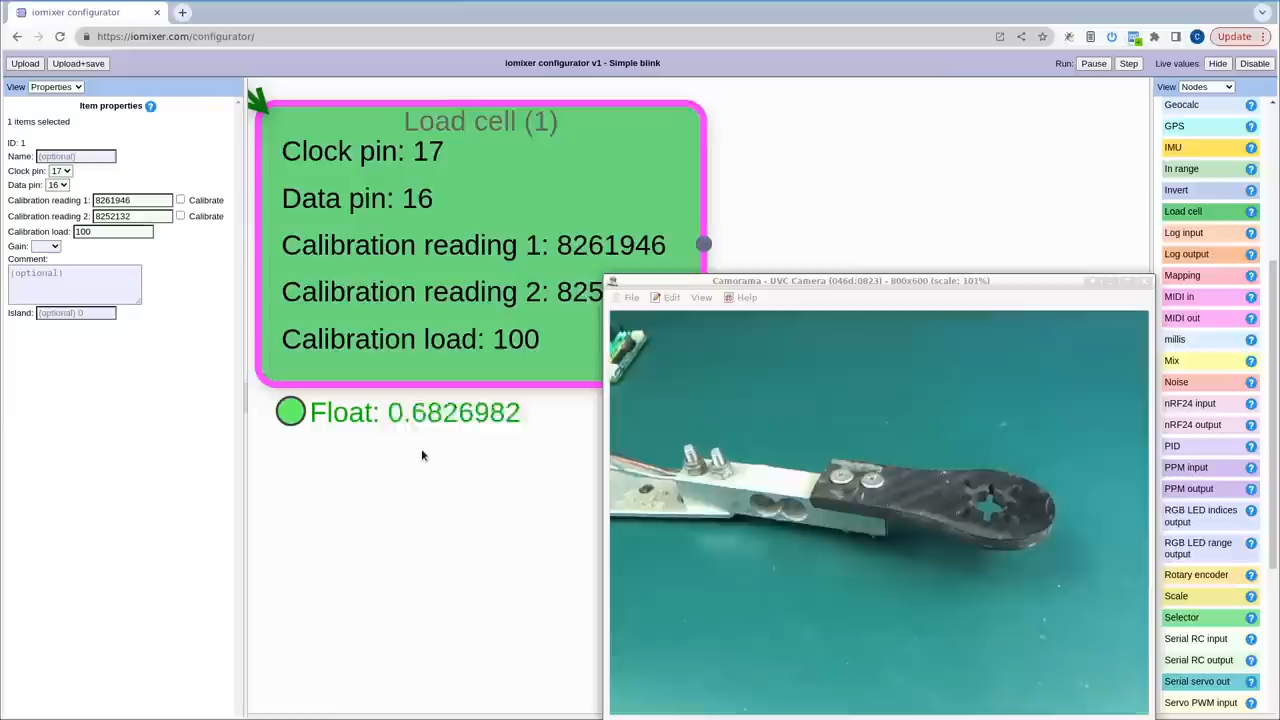 iomixer configurator
https://iomixer.com/configurator/
C
Update
Upload
Upload+save
iomixer configurator v1 - Simple blink
Run:
Pause
Step
Live values:
Hide
Disable
View
Properties
Item properties
?
1 items selected
ID: 1
Name:
(optional)
Clock pin:
17
Data pin:
16
Calibration reading 1:
8261946
Calibrate
Calibration reading 2:
8252132
Calibrate
Calibration load:
100
Gain:
Comment:
(optional)
Island:
(optional) 0
Load cell (1)
Clock pin: 17
Data pin: 16
Calibration reading 1: 8261946
Calibration reading 2: 825
Calibration load: 100
Float: 0.6826982
Camorama - UVC Camera (046d:0823) - 800x600 (scale: 101%)
File
Edit
View
Help
View
Nodes
Geocalc ?
GPS ?
IMU ?
In range ?
Invert ?
Load cell ?
Log input ?
Log output ?
Mapping ?
MIDI in ?
MIDI out ?
millis ?
Mix ?
Noise ?
nRF24 input ?
nRF24 output ?
PID ?
PPM input ?
PPM output ?
RGB LED indices ?
output
RGB LED range ?
output
Rotary encoder ?
Scale ?
Selector ?
Serial RC input ?
Serial RC output ?
Serial servo out ?
Servo PWM input ?